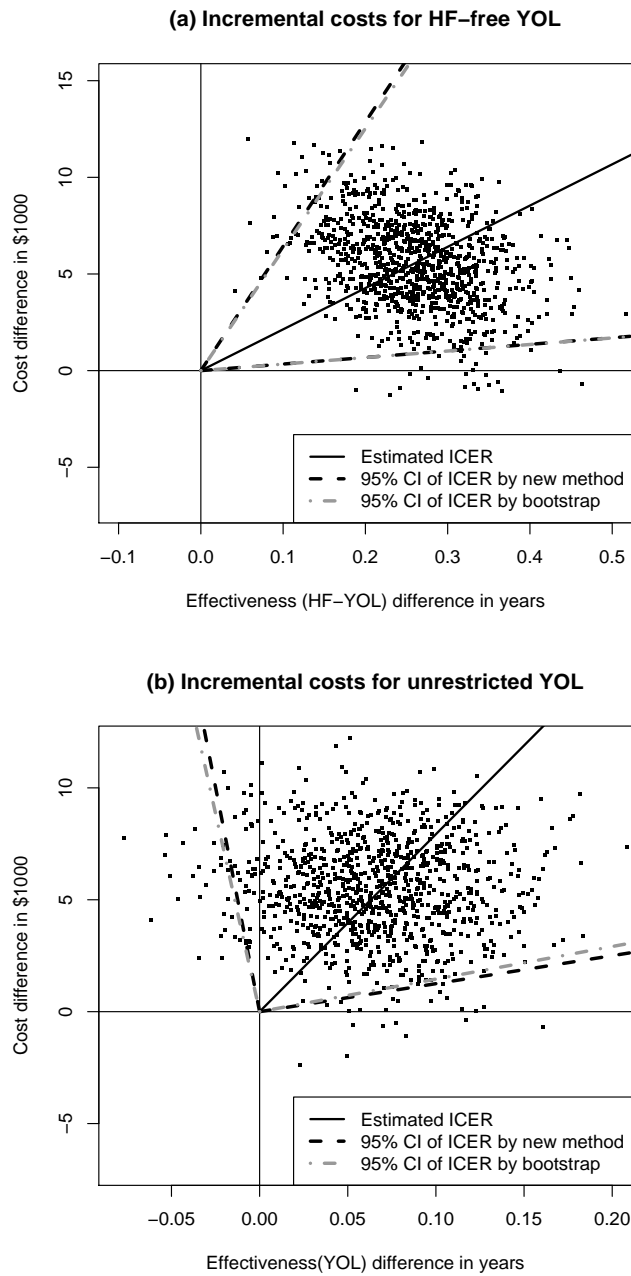 (a) Incremental costs for HF−free YOL
15
10
5
0
−5
Cost difference in $1000
Estimated ICER
95% CI of ICER by new method
95% CI of ICER by bootstrap
−0.1 0.0 0.1 0.2 0.3 0.4 0.5
Effectiveness (HF−YOL) difference in years
(b) Incremental costs for unrestricted YOL
10
5
0
−5
Cost difference in $1000
Estimated ICER
95% CI of ICER by new method
95% CI of ICER by bootstrap
−0.05 0.00 0.05 0.10 0.15 0.20
Effectiveness(YOL) difference in years